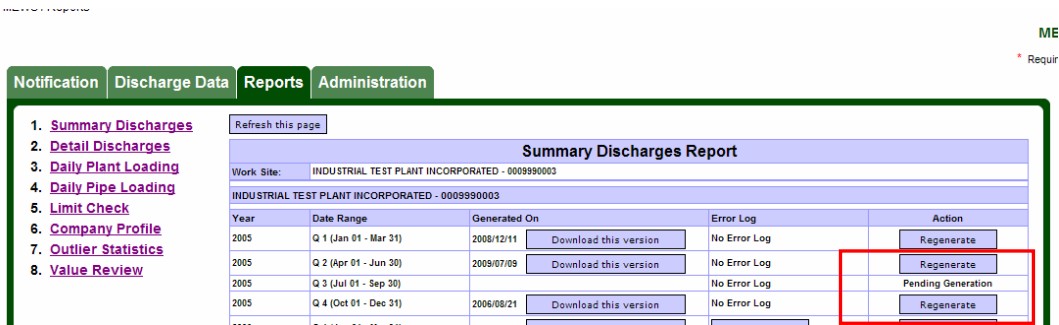 ME
* Requir
Notification Discharge Data Reports Administration
1. Summary Discharges
2. Detail Discharges
3. Daily Plant Loading
4. Daily Pipe Loading
5. Limit Check
6. Company Profile
7. Outlier Statistics
8. Value Review
Refresh this page
Summary Discharges Report
Work Site: INDUSTRIAL TEST PLANT INCORPORATED - 0009990003
INDUSTRIAL TEST PLANT INCORPORATED - 0009990003
Year Date Range Generated On Error Log Action
2005 Q 1 (Jan 01 - Mar 31) 2008/12/11 Download this version No Error Log Regenerate
2005 Q 2 (Apr 01 - Jun 30) 2009/07/09 Download this version No Error Log Regenerate
2005 Q 3 (Jul 01 - Sep 30) No Error Log Pending Generation
2005 Q 4 (Oct 01 - Dec 31) 2006/08/21 Download this version No Error Log Regenerate